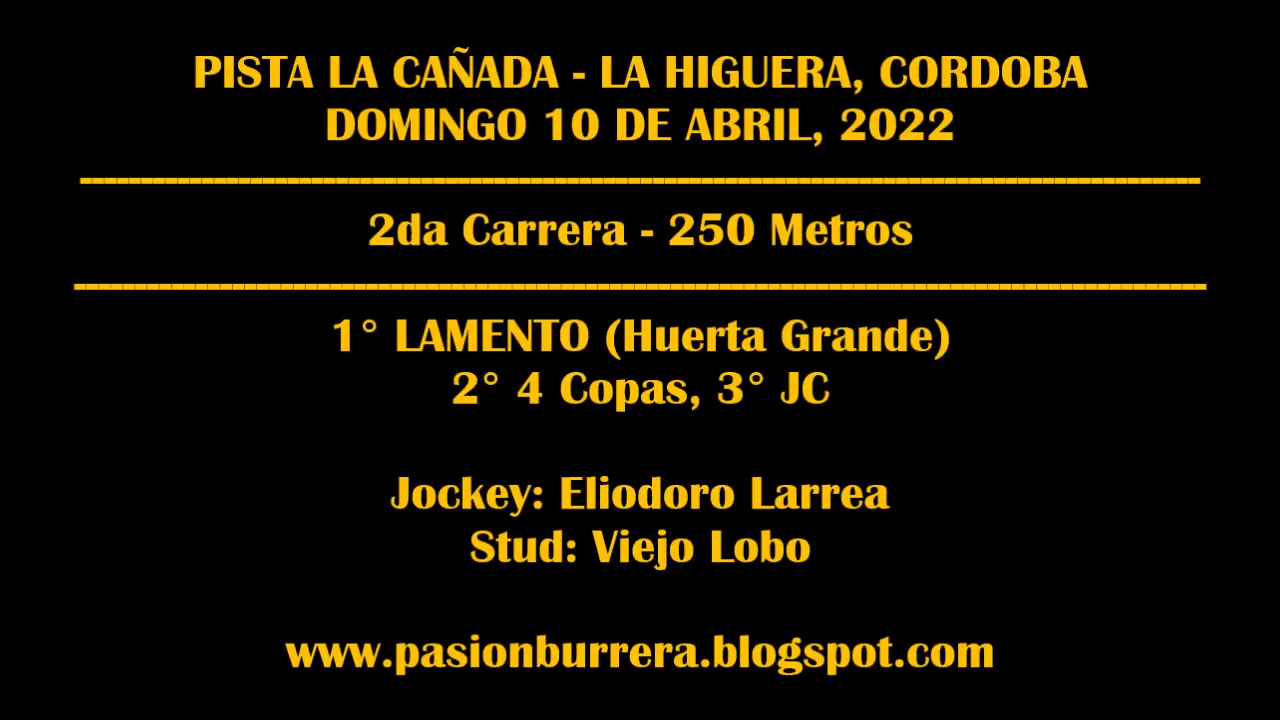 PISTA LA CAÑADA - LA HIGUERA, CORDOBA
DOMINGO 10 DE ABRIL, 2022
2da Carrera - 250 Metros
1° LAMENTO (Huerta Grande)
2° 4 Copas, 3° JC
Jockey: Eliodoro Larrea
Stud: Viejo Lobo
www.pasionburrera.blogspot.com